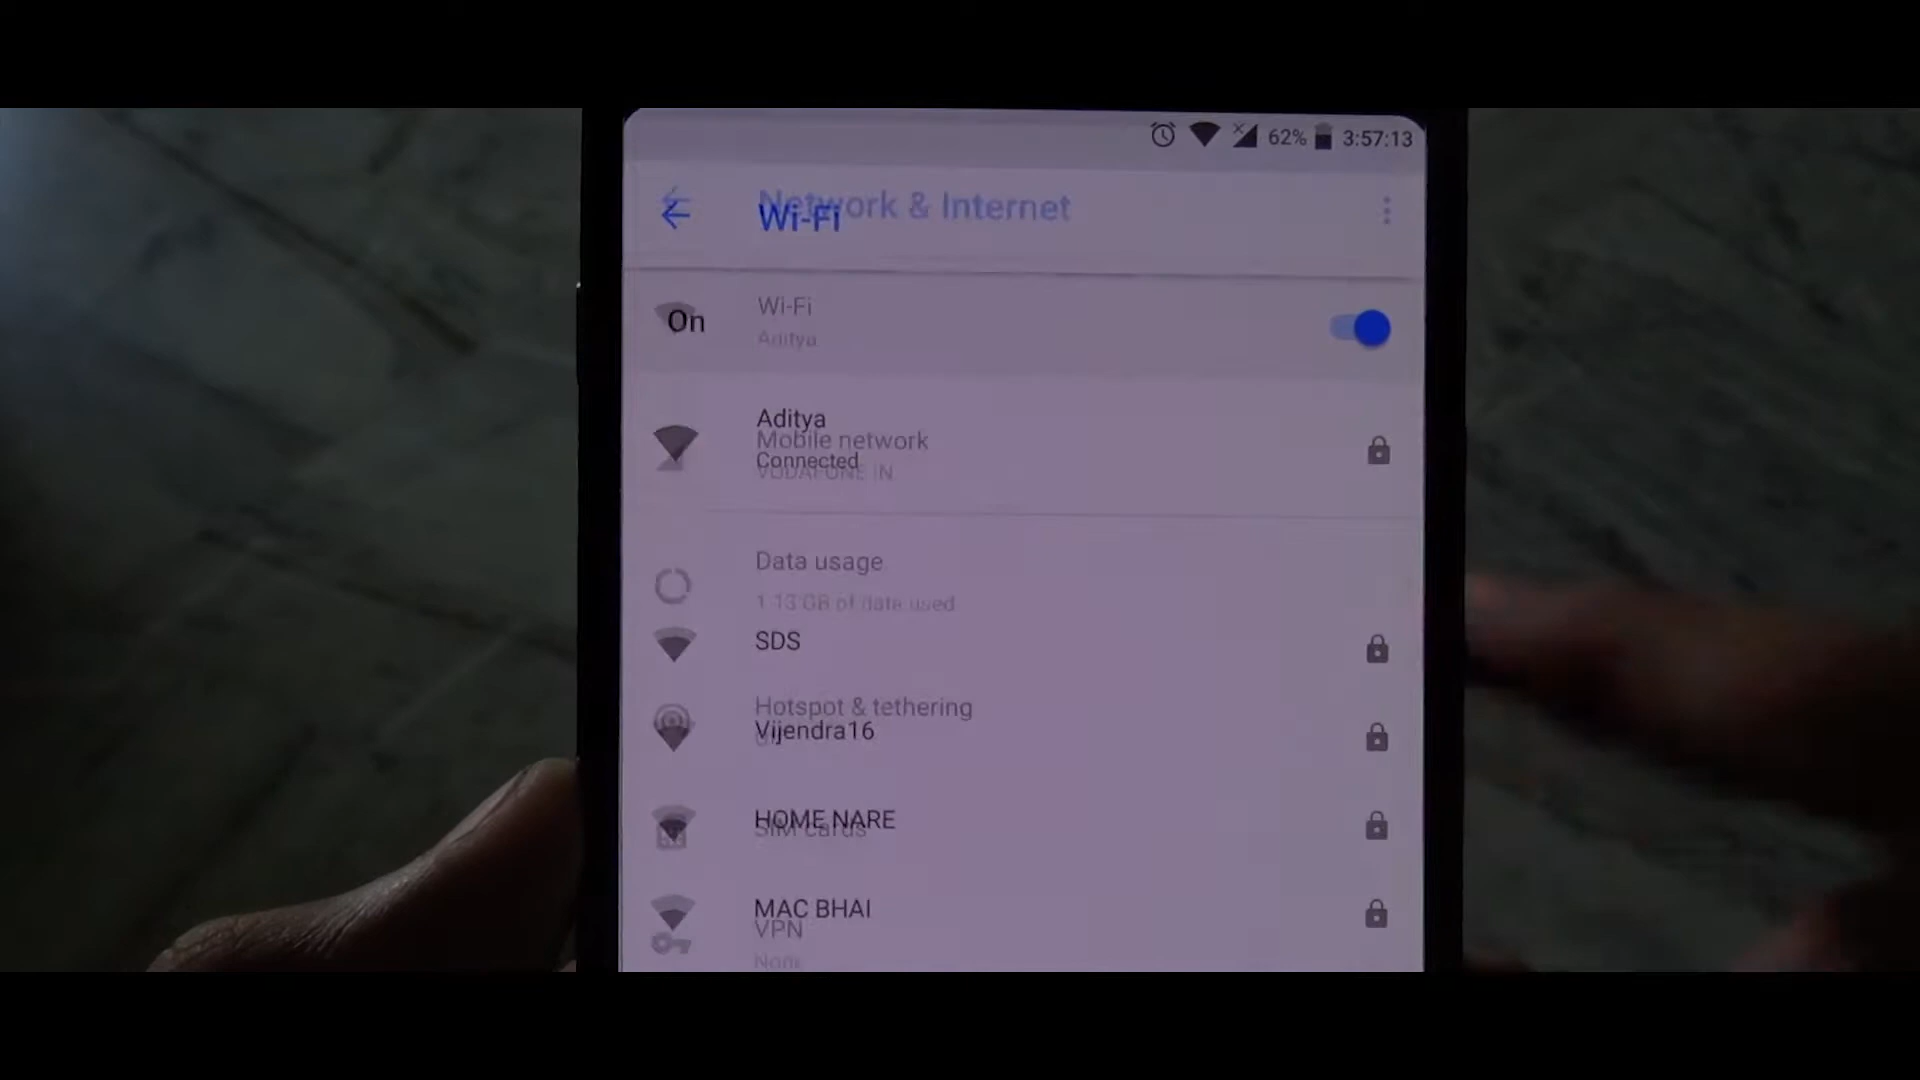 62% 3:57:13
Network & Internet
Wi-Fi
Wi-Fi
On
Aditya
Aditya
Mobile network
Connected
VODAFONE IN
Data usage
1.13 GB of data used
SDS
Hotspot & tethering
Vijendra16
HOME NARE
SIM cards
MAC BHAI
VPN
None